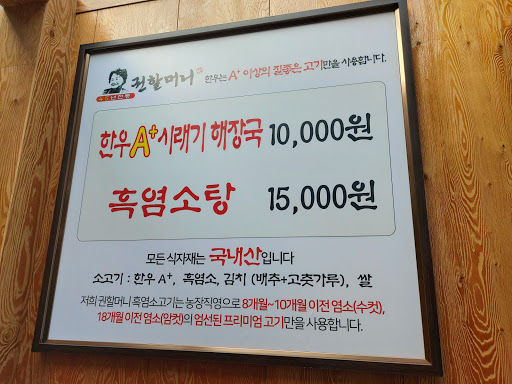 권할머니 한우는 A+ 이상의 질좋은 고기만을 사용합니다.
한우A+시래기 해장국 10,000원
흑염소탕 15,000원
모든 식자재는 국내산입니다
소고기 : 한우 A+, 흑염소, 김치 (배추+고춧가루), 쌀
저희 권할머니 흑염소고기는 농장직영으로 8개월~10개월 이전 염소(수컷),
18개월 이전 염소(암컷)의 엄선된 프리미엄 고기만을 사용합니다.